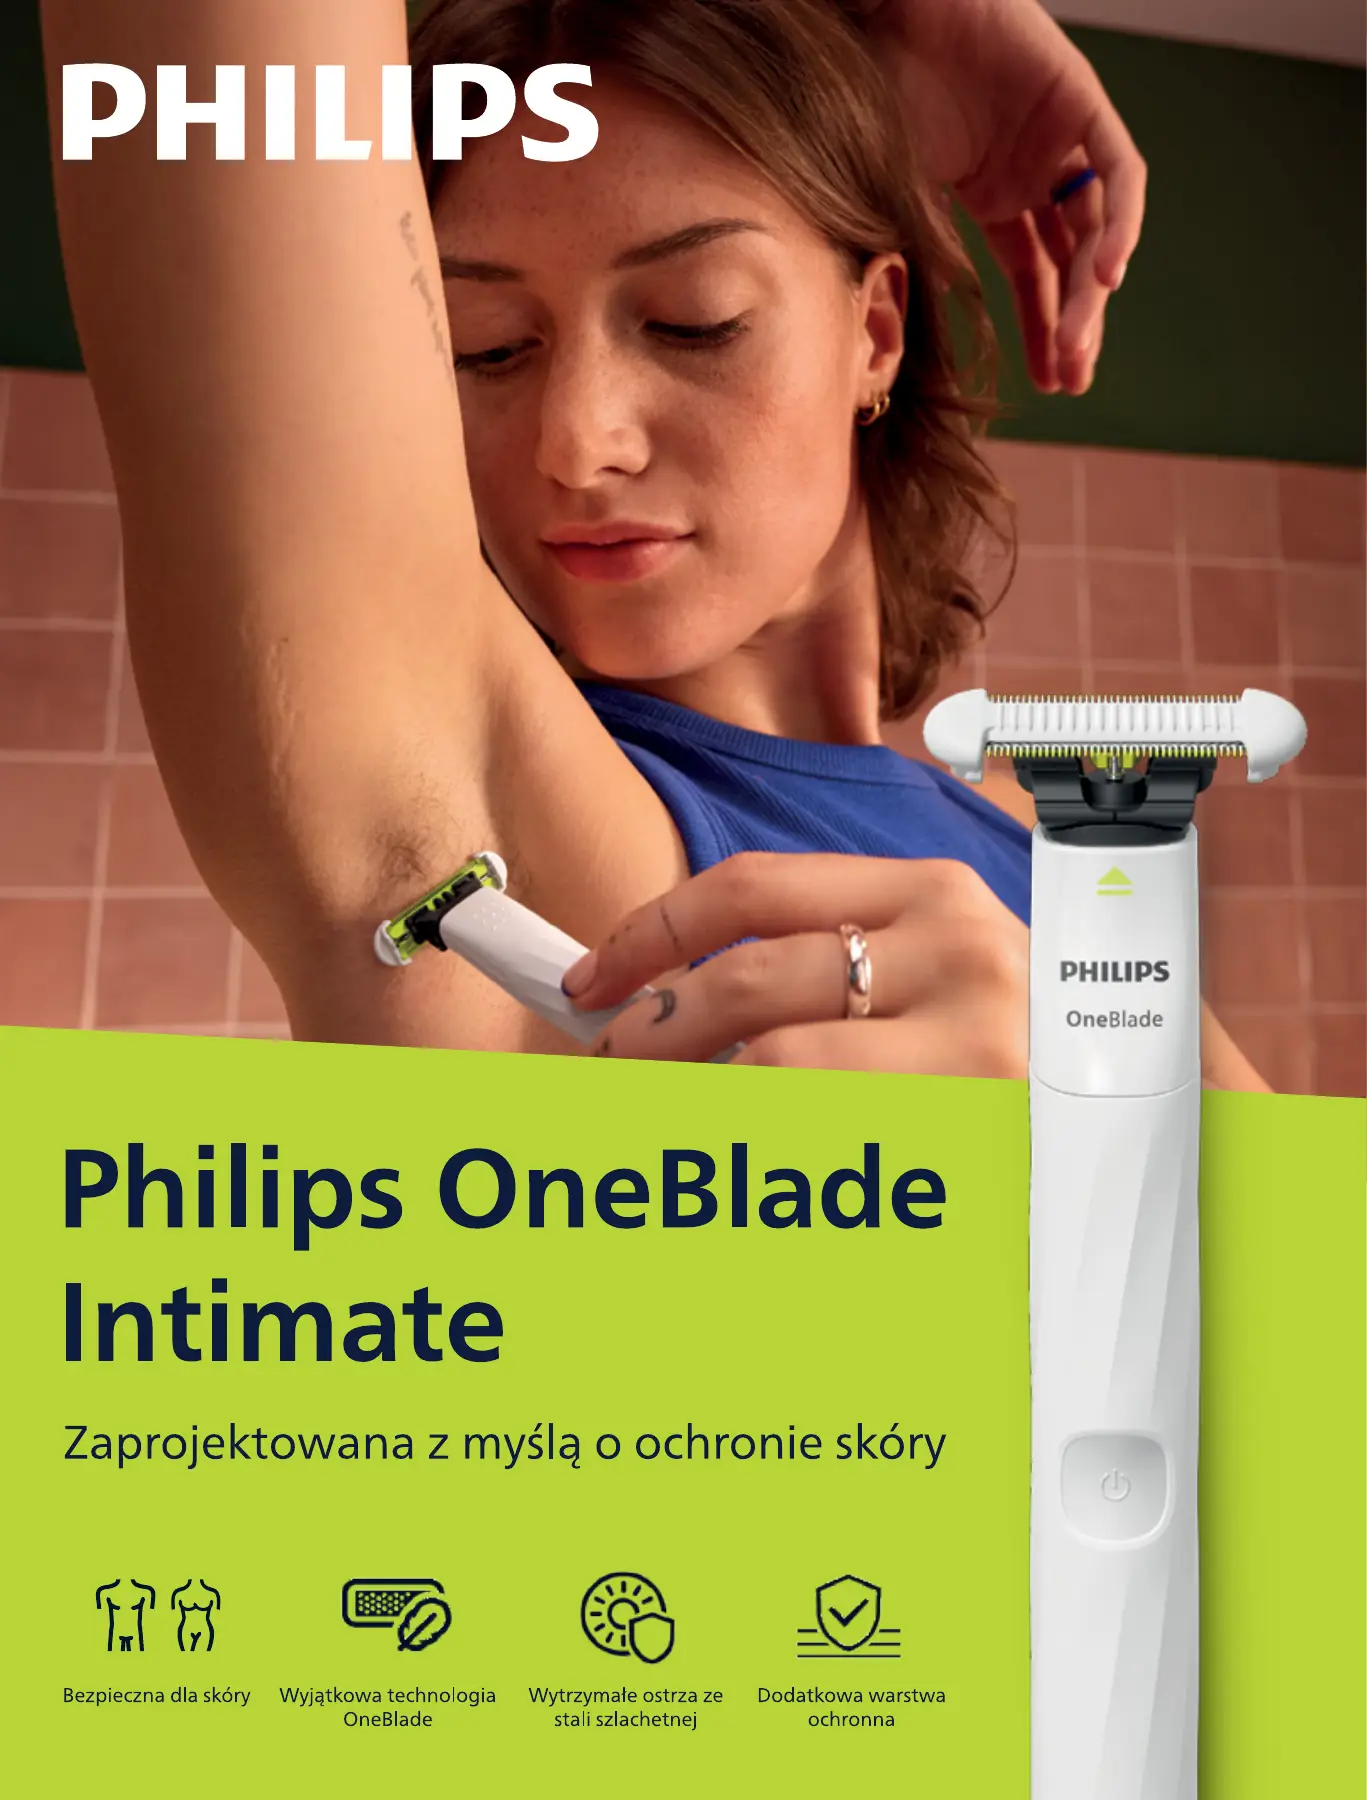 PHILIPS
PHILIPS
OneBlade
Philips OneBlade
Intimate
Zaprojektowana z myślą o ochronie skóry
Bezpieczna dla skóry
Wyjątkowa technologia
OneBlade
Wytrzymałe ostrza ze
stali szlachetnej
Dodatkowa warstwa
ochronna